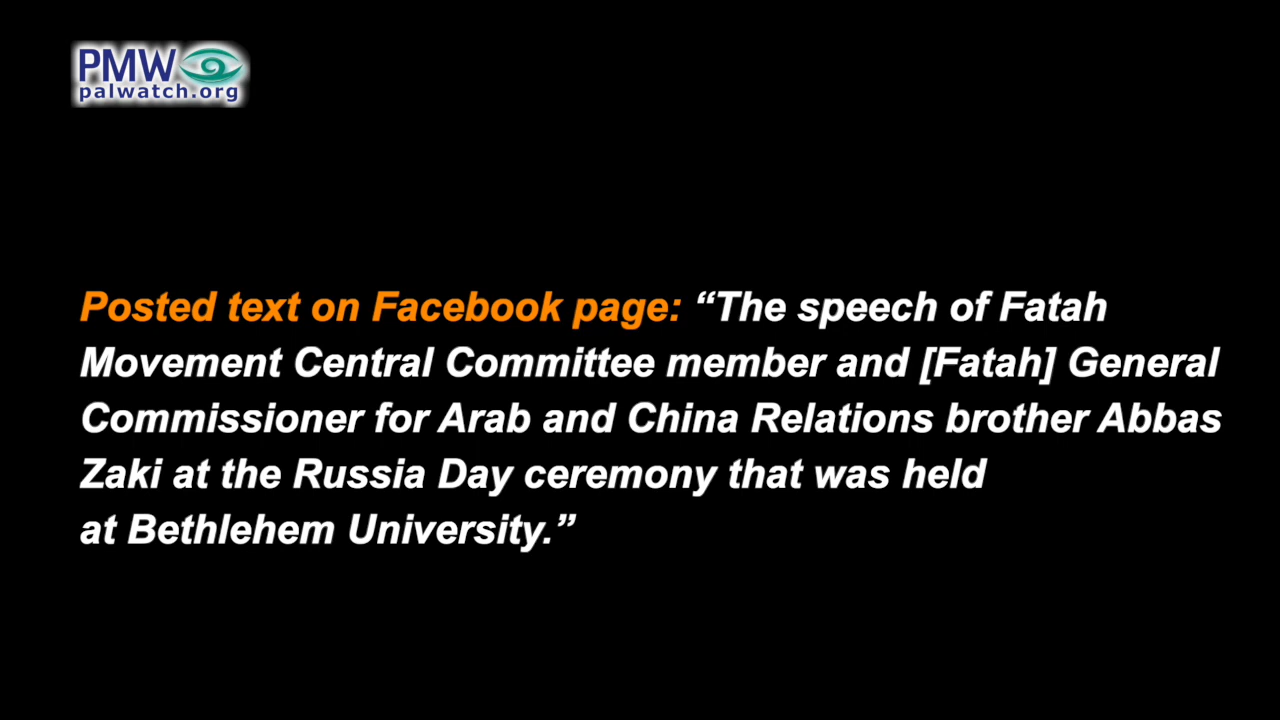 PMW
palwatch.org
Posted text on Facebook page: “The speech of Fatah
Movement Central Committee member and [Fatah] General
Commissioner for Arab and China Relations brother Abbas
Zaki at the Russia Day ceremony that was held
at Bethlehem University.”